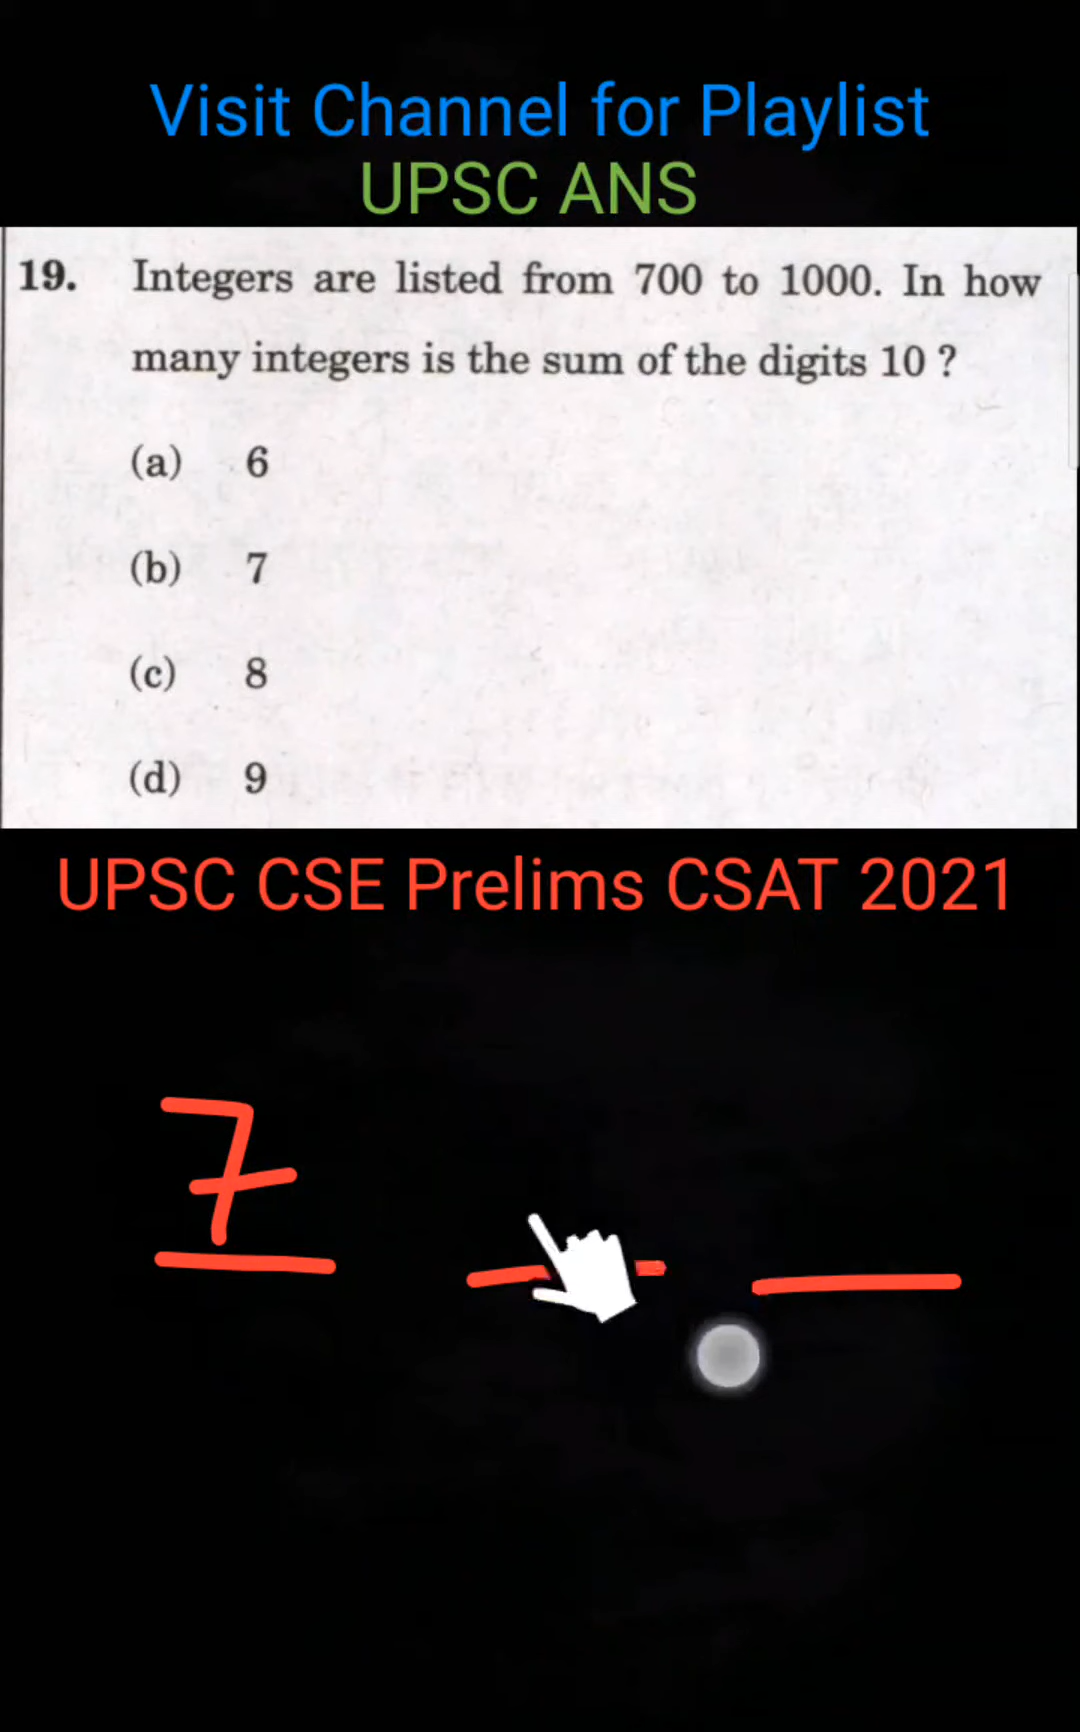 Visit Channel for Playlist
UPSC ANS
19. Integers are listed from 700 to 1000. In how
many integers is the sum of the digits 10 ?
(a) 6
(b) 7
(c) 8
(d) 9
UPSC CSE Prelims CSAT 2021
7